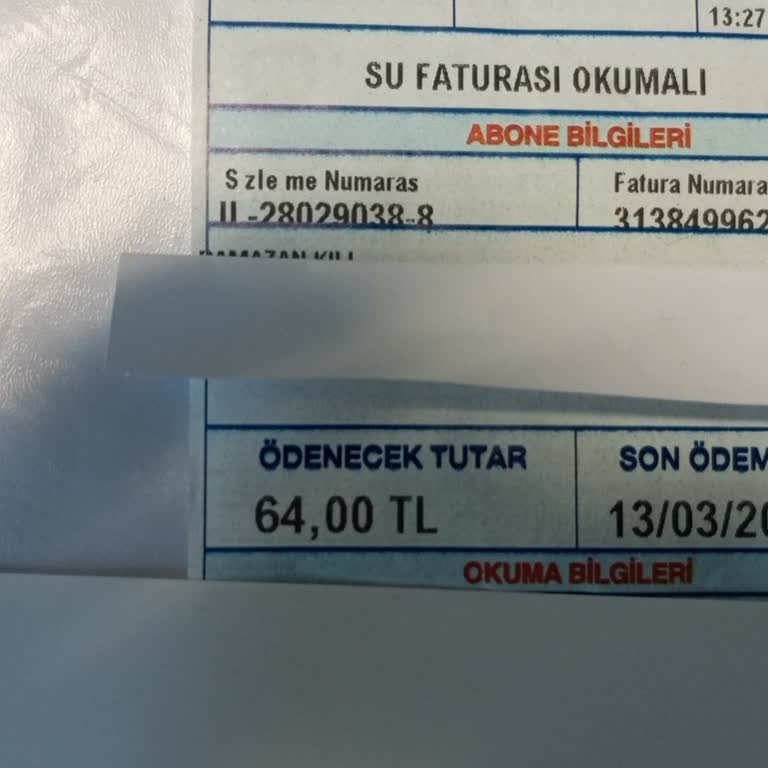 13:27
SU FATURASI OKUMALI
ABONE BİLGİLERİ
S zle me Numaras Fatura Numara
-28029038-8 313849962
ÖDENECEK TUTAR SON ÖDEM
64,00 TL 13/03/20
OKUMA BİLGİLERİ